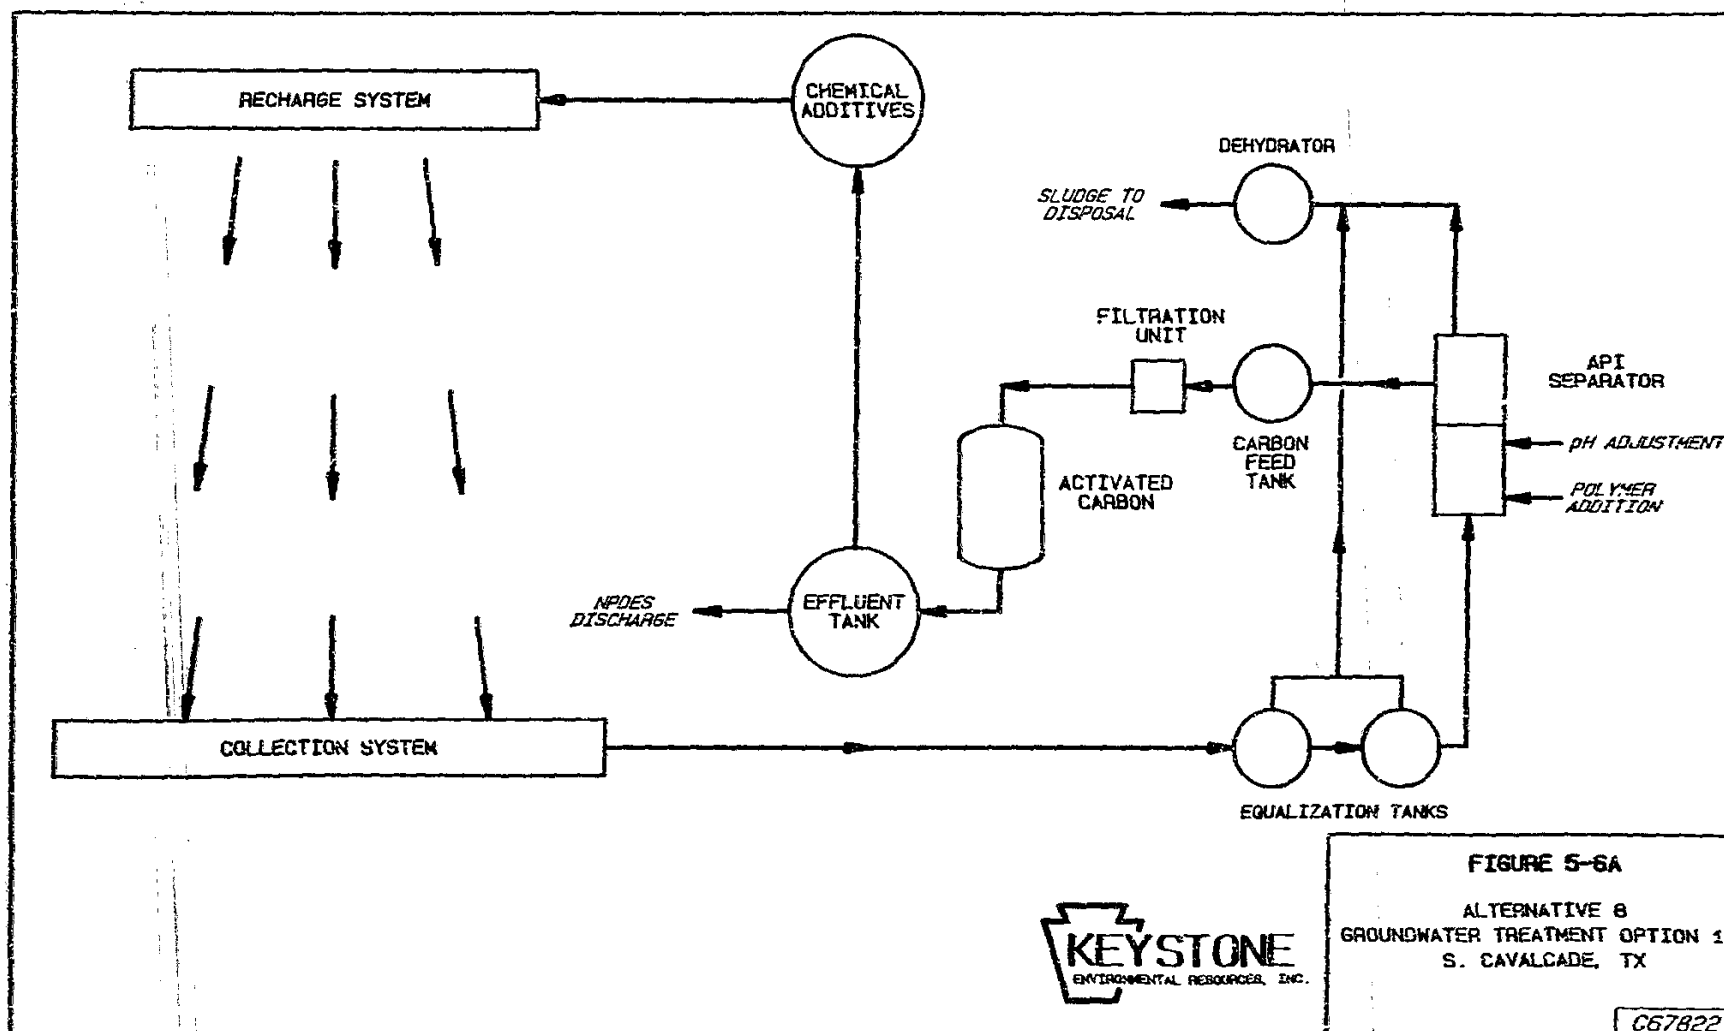 RECHARGE SYSTEM
CHEMICAL
ADDITIVES
DEHYDRATOR
SLUDGE TO
DISPOSAL
FILTRATION
UNIT
API
SEPARATOR
CARBON
FEED
TANK
pH ADJUSTMENT
ACTIVATED
CARBON
POLYMER
ADDITION
NPDES
DISCHARGE
EFFLUENT
TANK
COLLECTION SYSTEM
EQUALIZATION TANKS
FIGURE 5-6A
ALTERNATIVE 8
GROUNDWATER TREATMENT OPTION 1
S. CAVALCADE, TX
KEYSTONE
ENVIRONMENTAL RESOURCES, INC.
C67822